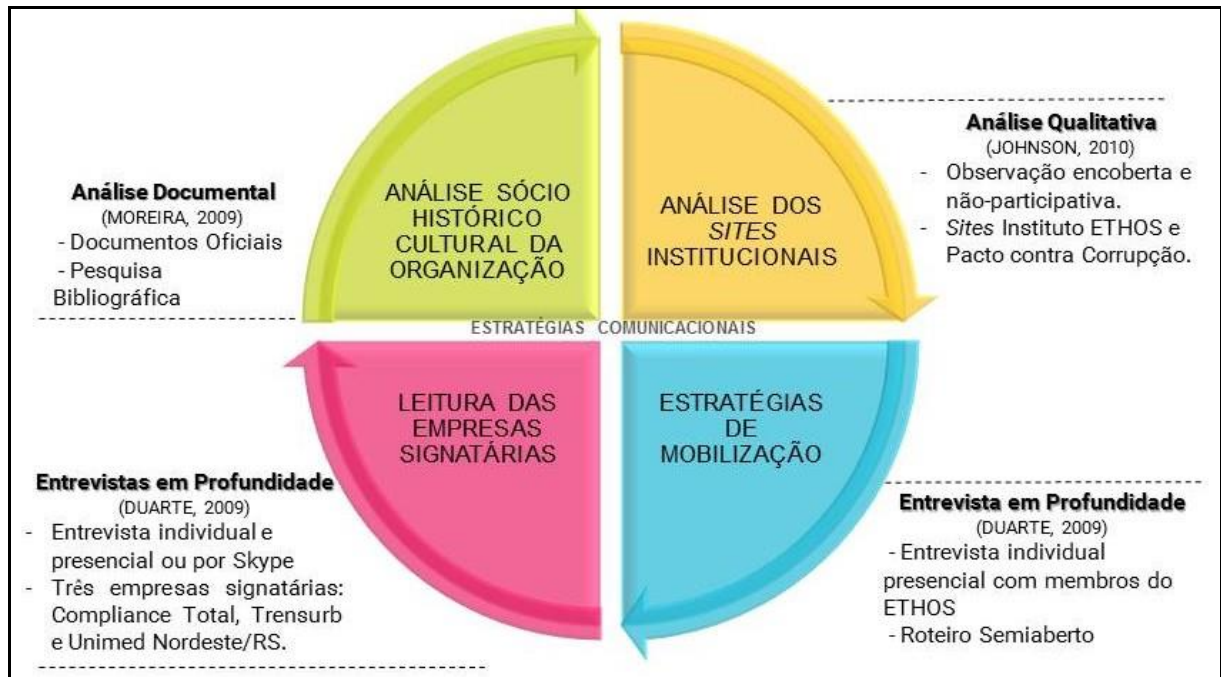 Análise Documental
(MOREIRA, 2009)
- Documentos Oficiais
- Pesquisa
Bibliográfica
ANÁLISE SÓCIO
HISTÓRICO
CULTURAL DA
ORGANIZAÇÃO
ANÁLISE DOS
SITES
INSTITUCIONAIS
Análise Qualitativa
(JOHNSON, 2010)
- Observação encoberta e
não-participativa.
- Sites Instituto ETHOS e
Pacto contra Corrupção.
ESTRATÉGIAS COMUNICACIONAIS
Entrevistas em Profundidade
(DUARTE, 2009)
- Entrevista individual e
presencial ou por Skype
- Três empresas signatárias:
Compliance Total, Trensurb
e Unimed Nordeste/RS.
LEITURA DAS
EMPRESAS
SIGNATÁRIAS
ESTRATÉGIAS
DE
MOBILIZAÇÃO
Entrevista em Profundidade
(DUARTE, 2009)
- Entrevista individual
presencial com membros do
ETHOS
- Roteiro Semiaberto